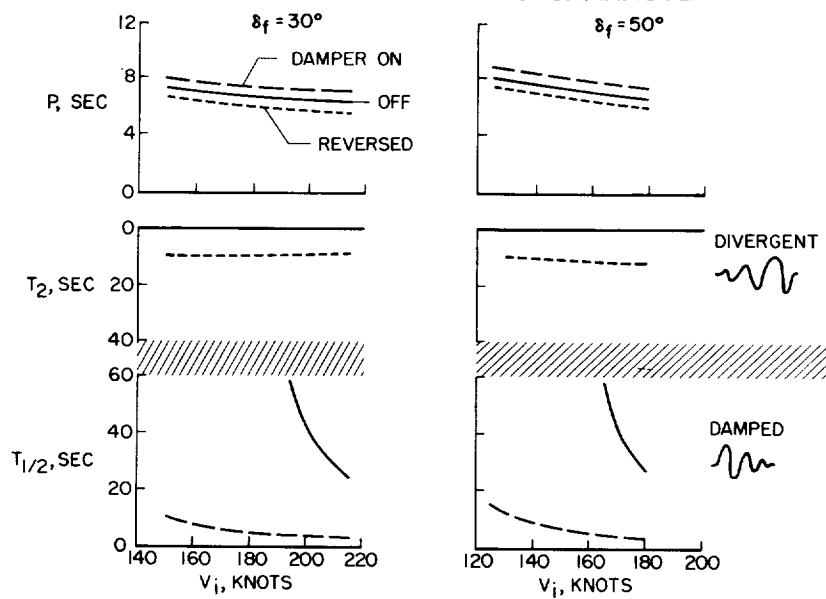 δf = 30°
δf = 50°
12
8
4
0
P, SEC
DAMPER ON
OFF
REVERSED
0
20
40
T2, SEC
DIVERGENT
60
40
20
0
T1/2, SEC
DAMPED
140 160 180 200 220
120 140 160 180 200
Vi, KNOTS
Vi, KNOTS